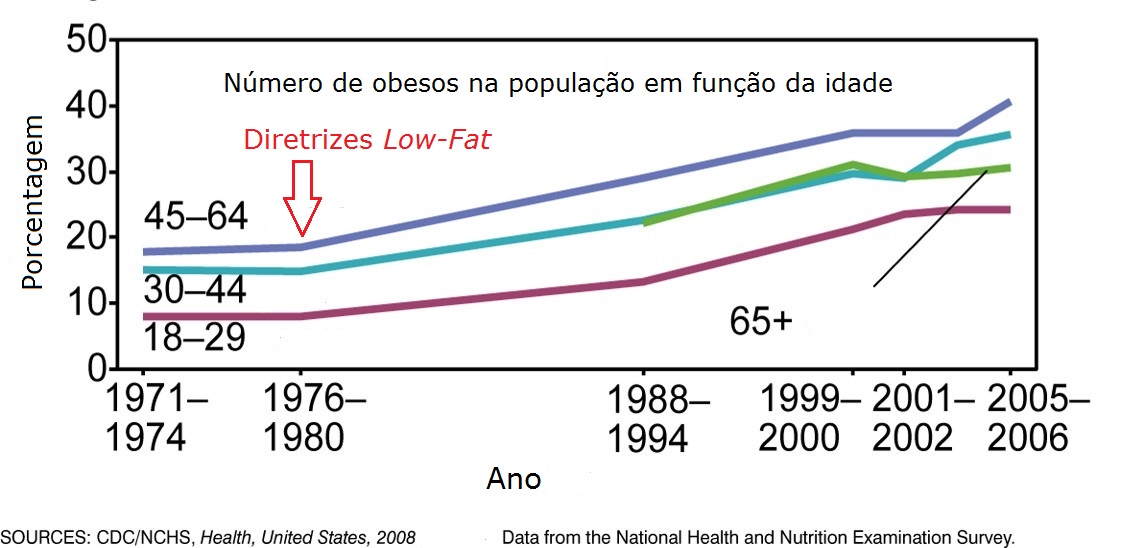 Número de obesos na população em função da idade
Diretrizes Low-Fat
Porcentagem
50
40
30
20
10
0
45–64
30–44
18–29
65+
1971– 1976– 1988– 1999– 2001– 2005–
1974 1980 1994 2000 2002 2006
Ano
SOURCES: CDC/NCHS, Health, United States, 2008 Data from the National Health and Nutrition Examination Survey.